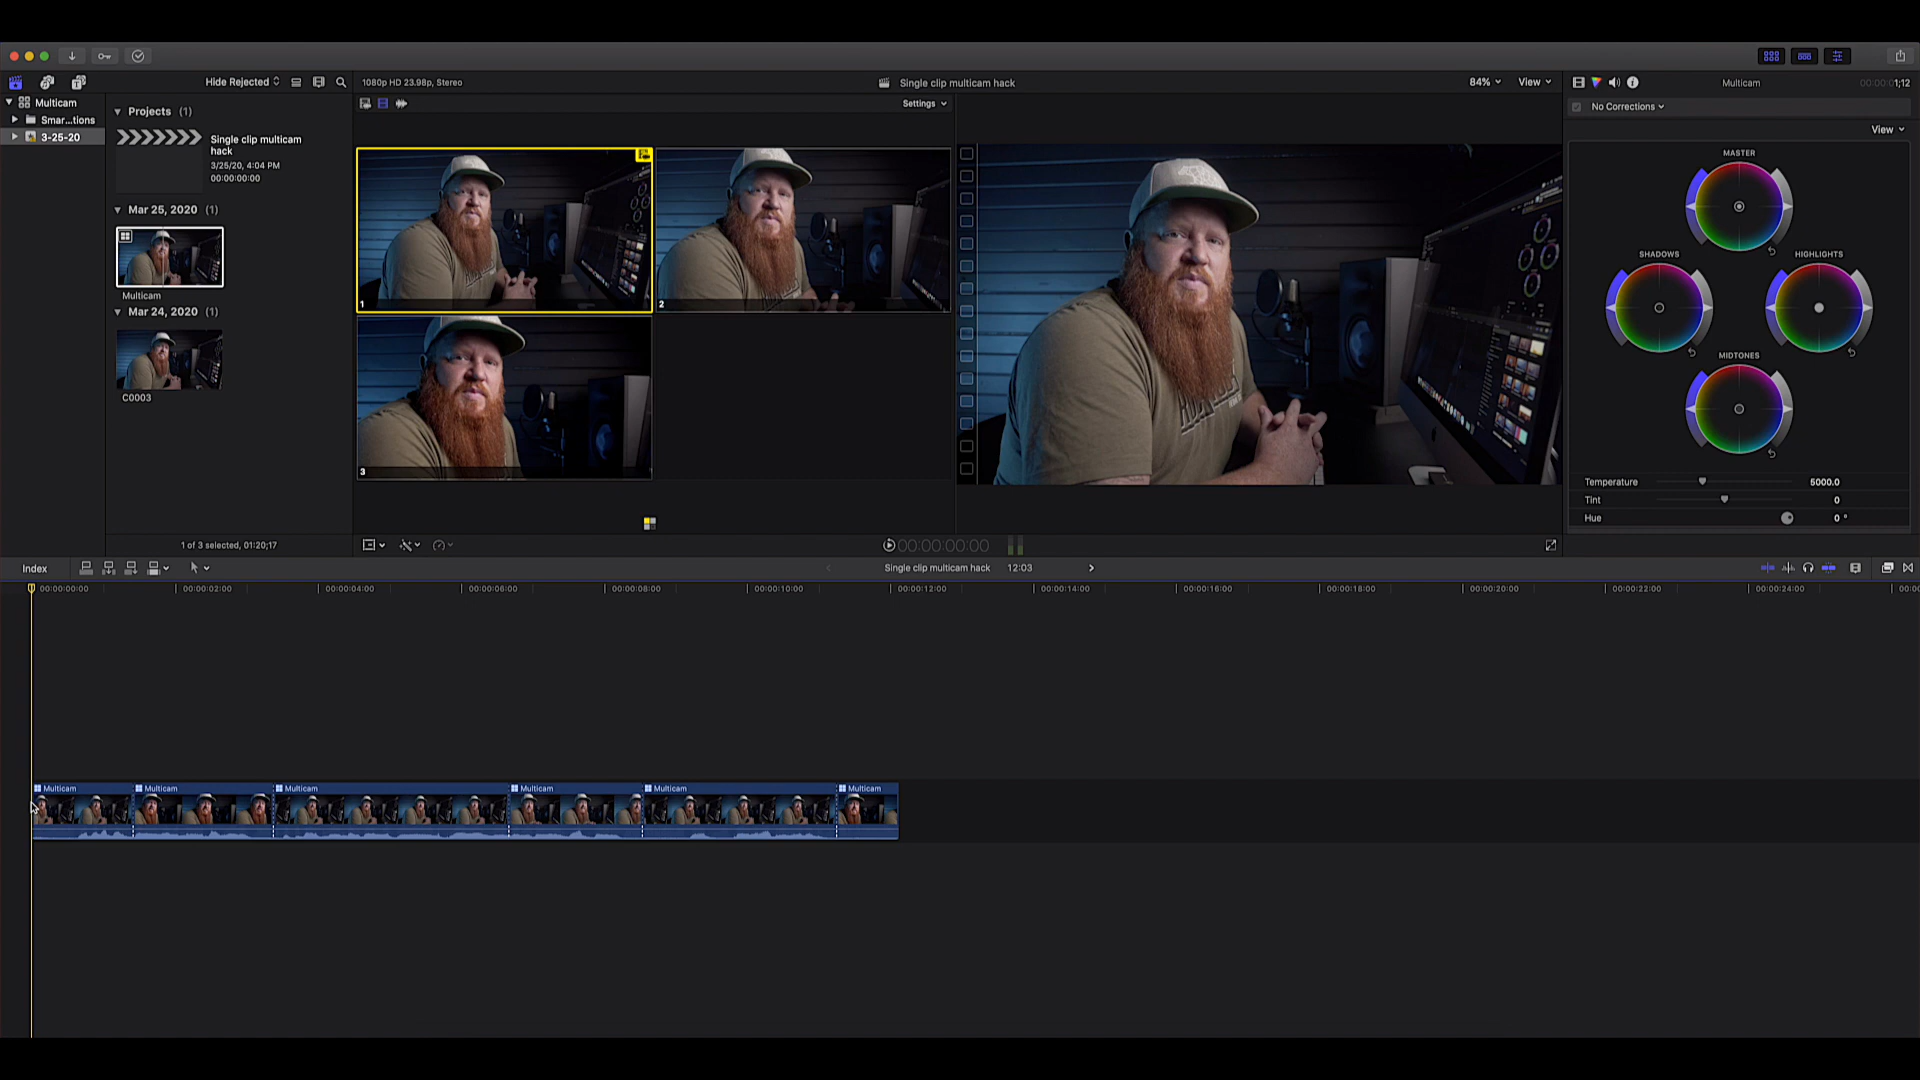 Hide Rejected
1080p HD 23.98p, Stereo
Single clip multicam hack
84%
View
Multicam
1;12
Multicam
Smar...tions
3-25-20
Projects (1)
Single clip multicam
hack
3/25/20, 4:04 PM
00:00:00:00
Mar 25, 2020 (1)
Multicam
Mar 24, 2020 (1)
C0003
1 of 3 selected, 01:20;17
Settings
1
2
3
00:00:00:00
No Corrections
View
MASTER
SHADOWS
HIGHLIGHTS
MIDTONES
Temperature 5000.0
Tint 0
Hue 0 °
Index
Single clip multicam hack 12:03
00:00:00:00 00:00:02:00 00:00:04:00 00:00:06:00 00:00:08:00 00:00:10:00 00:00:12:00 00:00:14:00 00:00:16:00 00:00:18:00 00:00:20:00 00:00:22:00 00:00:24:00
Multicam Multicam Multicam Multicam Multicam Multicam